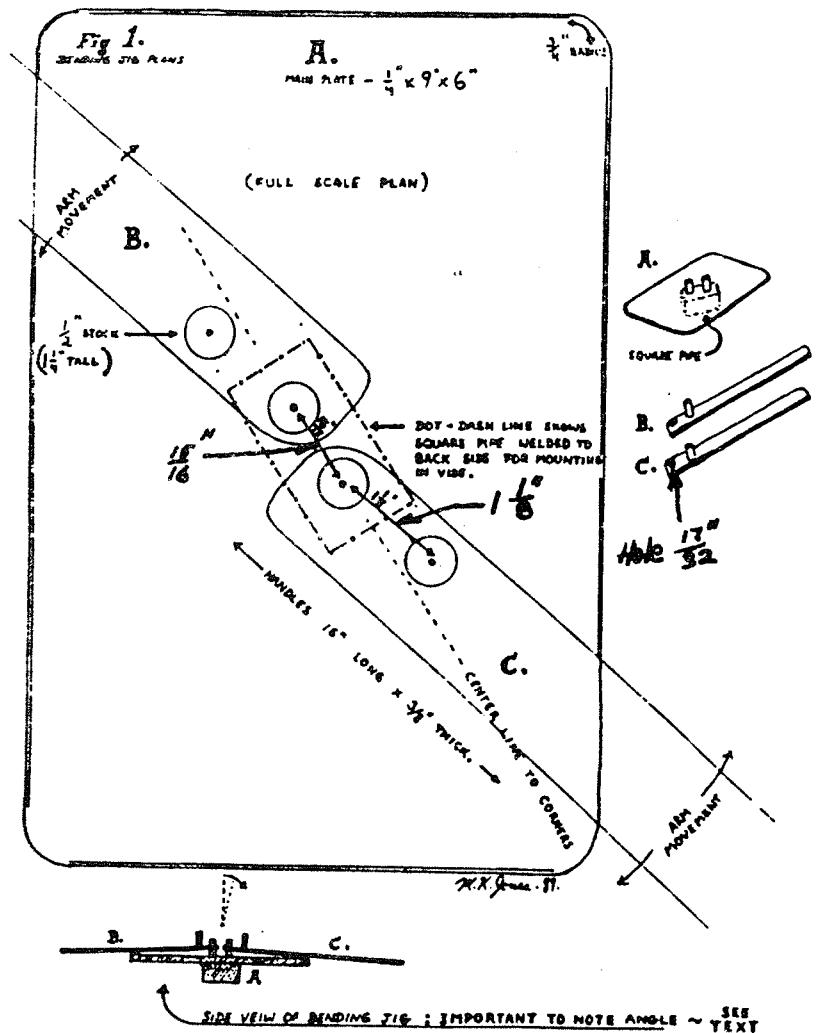 Fig 1.
BENDING JIG PLANS
A.
MAIN PLATE - 1/4" x 9" x 6"
3/4" RADIUS
(FULL SCALE PLAN)
ARM
MOVEMENT
B.
1/2" STOCK
(1 1/4" TALL)
15/16"
DOT - DASH LINE SHOWS
SQUARE PIPE WELDED TO
BACK SIDE FOR MOUNTING
IN VISE.
1 1/8"
HANDLES 16" LONG x 3/8" THICK.
C.
CENTER LINE TO CORNERS
ARM
MOVEMENT
A.
SQUARE PIPE
B.
C.
Hole 17/32"
B.
C.
A
SIDE VEIW OF BENDING JIG : IMPORTANT TO NOTE ANGLE ~ SEE
TEXT